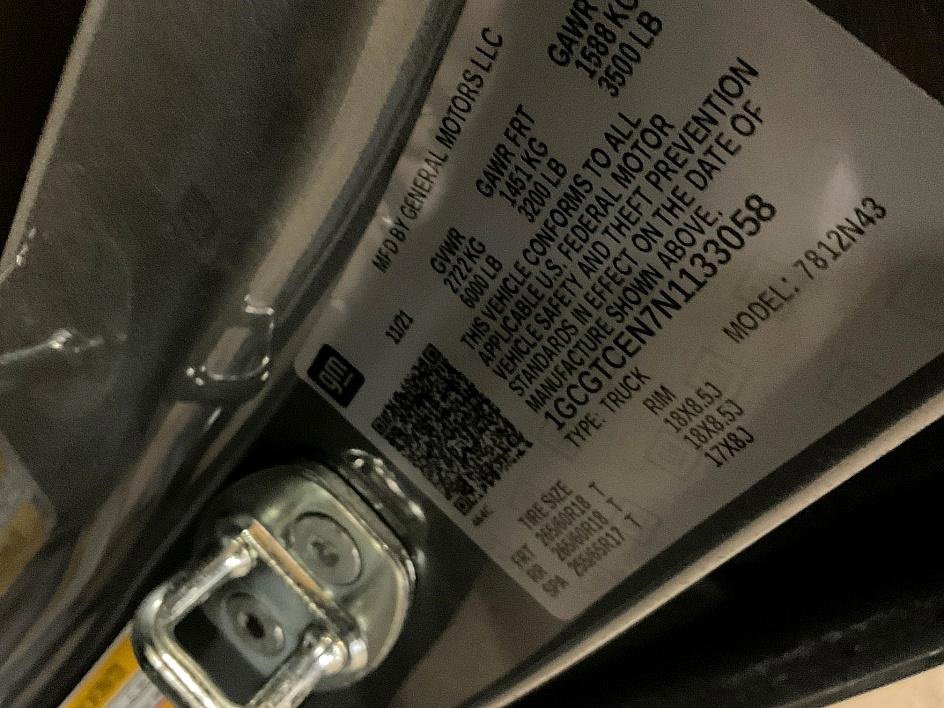 MFD BY GENERAL MOTORS LLC
gm
11/21
GVWR
2722 KG
6000 LB
GAWR FRT
1451 KG
3200 LB
GAWR
1588 KG
3500 LB
THIS VEHICLE CONFORMS TO ALL
APPLICABLE U.S. FEDERAL MOTOR
VEHICLE SAFETY AND THEFT PREVENTION
STANDARDS IN EFFECT ON THE DATE OF
MANUFACTURE SHOWN ABOVE.
1GCGTCEN7N1133058
TYPE: TRUCK
MODEL: 7812N43
TIRE SIZE RIM
FRT 265/60R18 T 18X8.5J
RR 265/60R18 T 18X8.5J
SPA 255/65R17 T 17X8J